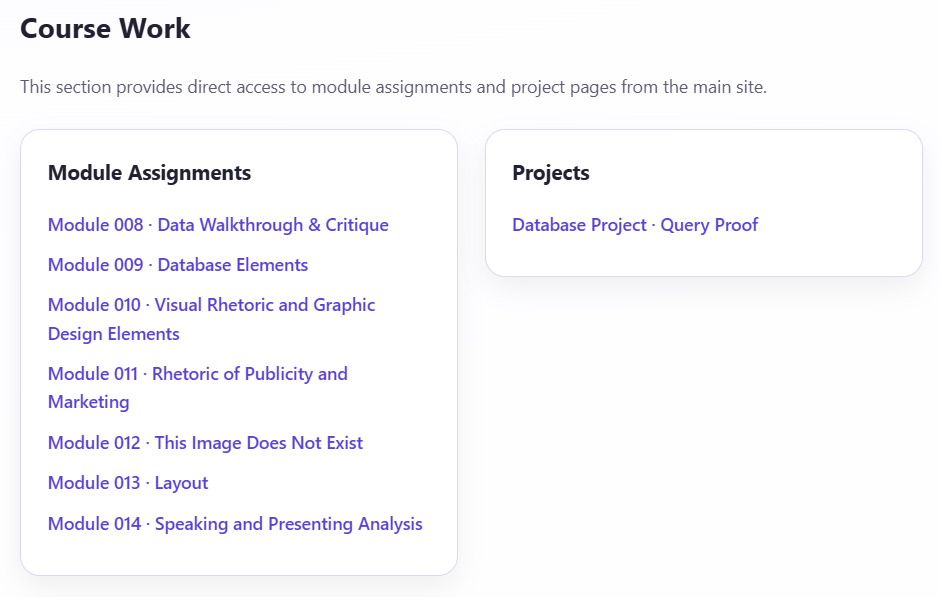 Course Work
This section provides direct access to module assignments and project pages from the main site.
Module Assignments
Module 008 · Data Walkthrough & Critique
Module 009 · Database Elements
Module 010 · Visual Rhetoric and Graphic
Design Elements
Module 011 · Rhetoric of Publicity and
Marketing
Module 012 · This Image Does Not Exist
Module 013 · Layout
Module 014 · Speaking and Presenting Analysis
Projects
Database Project · Query Proof